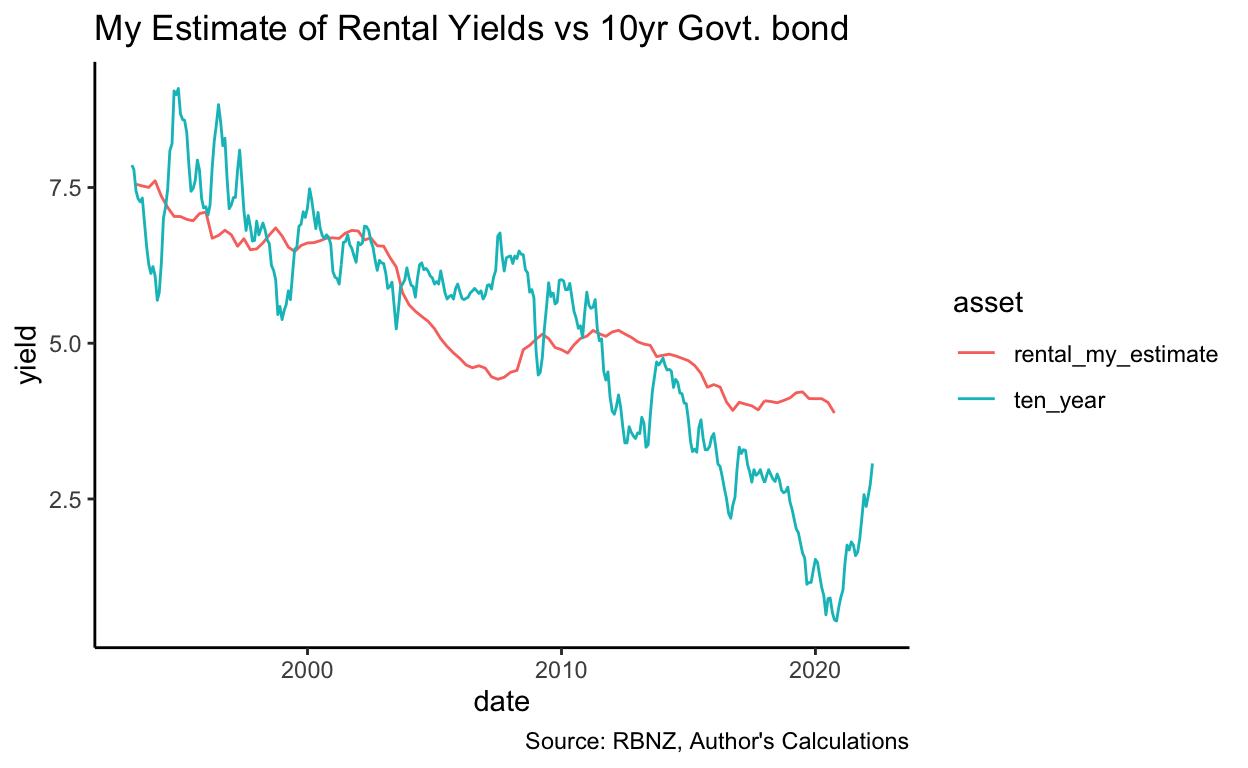 My Estimate of Rental Yields vs 10yr Govt. bond
yield
7.5
5.0
2.5
2000
2010
2020
date
asset
rental_my_estimate
ten_year
Source: RBNZ, Author's Calculations